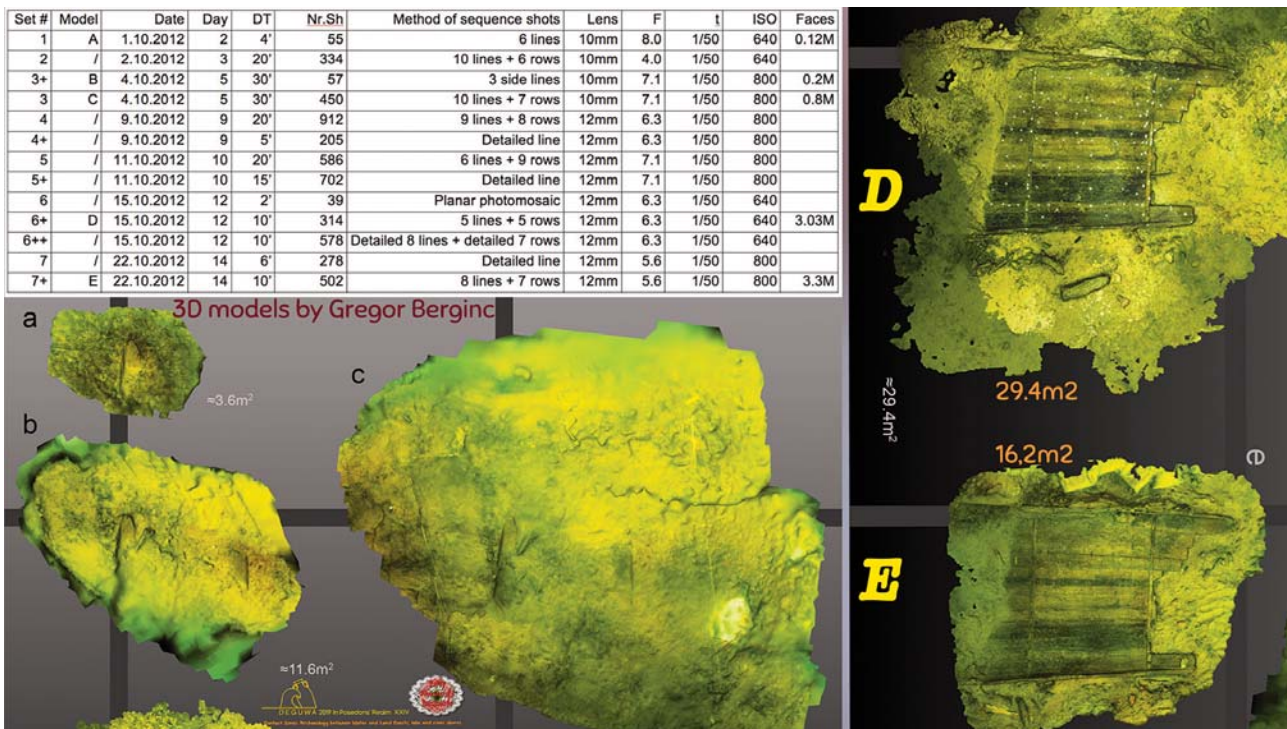 Set # Model Date Day DT Nr.Sh Method of sequence shots Lens F t ISO Faces
1 A 1.10.2012 2 4' 55 6 lines 10mm 8.0 1/50 640 0.12M
2 / 2.10.2012 3 20' 334 10 lines + 6 rows 10mm 4.0 1/50 640
3+ B 4.10.2012 5 30' 57 3 side lines 10mm 7.1 1/50 800 0.2M
3 C 4.10.2012 5 30' 450 10 lines + 7 rows 10mm 7.1 1/50 800 0.8M
4 / 9.10.2012 9 20' 912 9 lines + 8 rows 12mm 6.3 1/50 800
4+ / 9.10.2012 9 5' 205 Detailed line 12mm 6.3 1/50 800
5 / 11.10.2012 10 20' 586 6 lines + 9 rows 12mm 7.1 1/50 800
5+ / 11.10.2012 10 15' 702 Detailed line 12mm 7.1 1/50 800
6 / 15.10.2012 12 2' 39 Planar photomosaic 12mm 6.3 1/50 640
6+ D 15.10.2012 12 10' 314 5 lines + 5 rows 12mm 6.3 1/50 640 3.03M
6++ / 15.10.2012 12 10' 578 Detailed 8 lines + detailed 7 rows 12mm 6.3 1/50 640
7 / 22.10.2012 14 6' 278 Detailed line 12mm 5.6 1/50 800
7+ E 22.10.2012 14 10' 502 8 lines + 7 rows 12mm 5.6 1/50 800 3.3M
3D models by Gregor Berginc
a
≈3.6m²
b
≈11.6m²
c
DEGUWA 2019 In Poseidons Realm XXIV
D
29.4m2
≈29.4m²
16,2m2
e
E